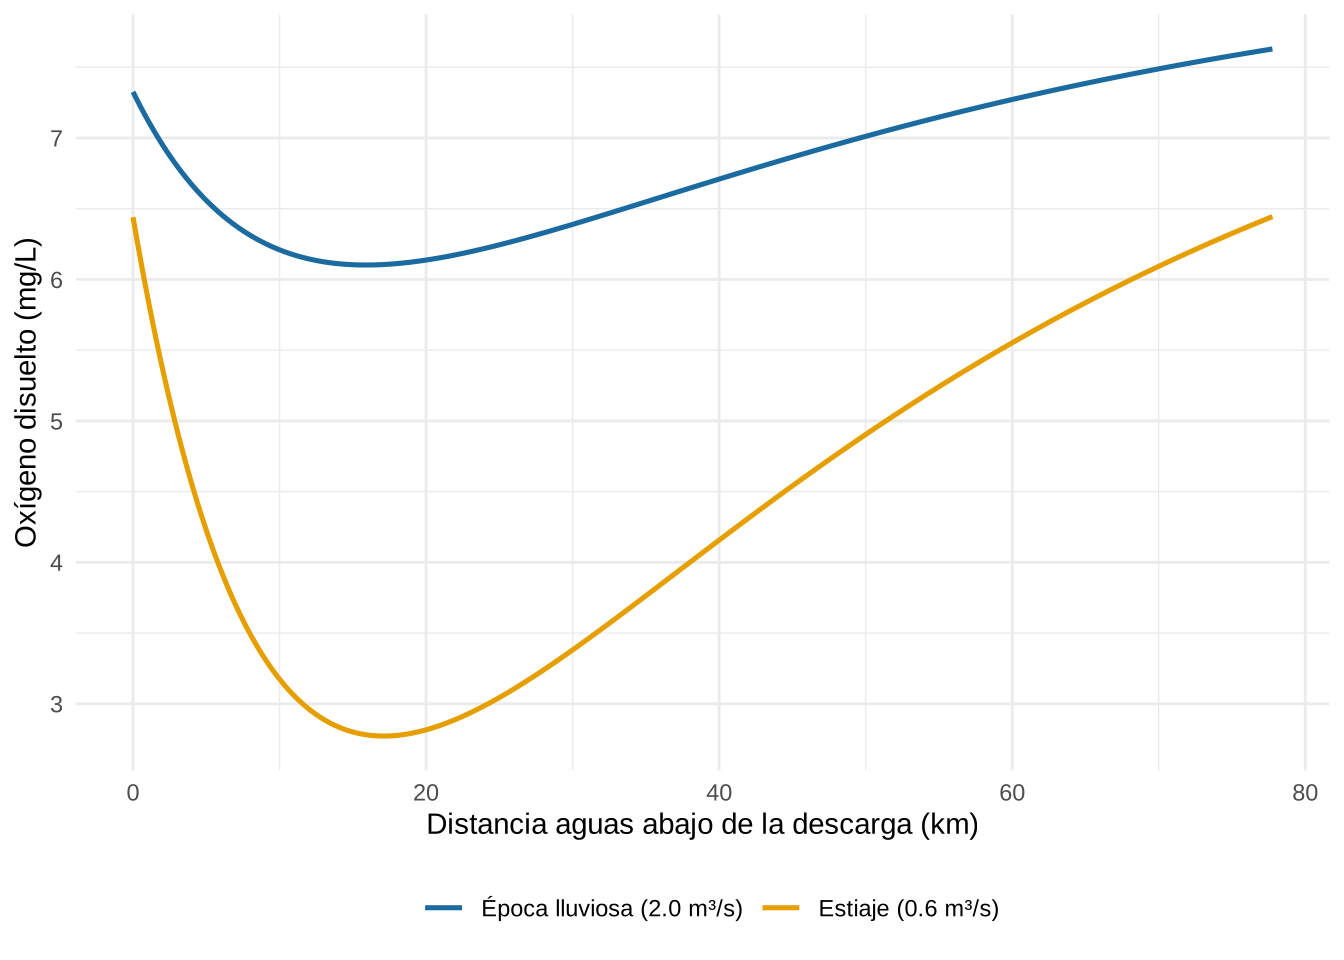 Oxígeno disuelto (mg/L)
7
6
5
4
3
0 20 40 60 80
Distancia aguas abajo de la descarga (km)
Época lluviosa (2.0 m³/s) Estiaje (0.6 m³/s)